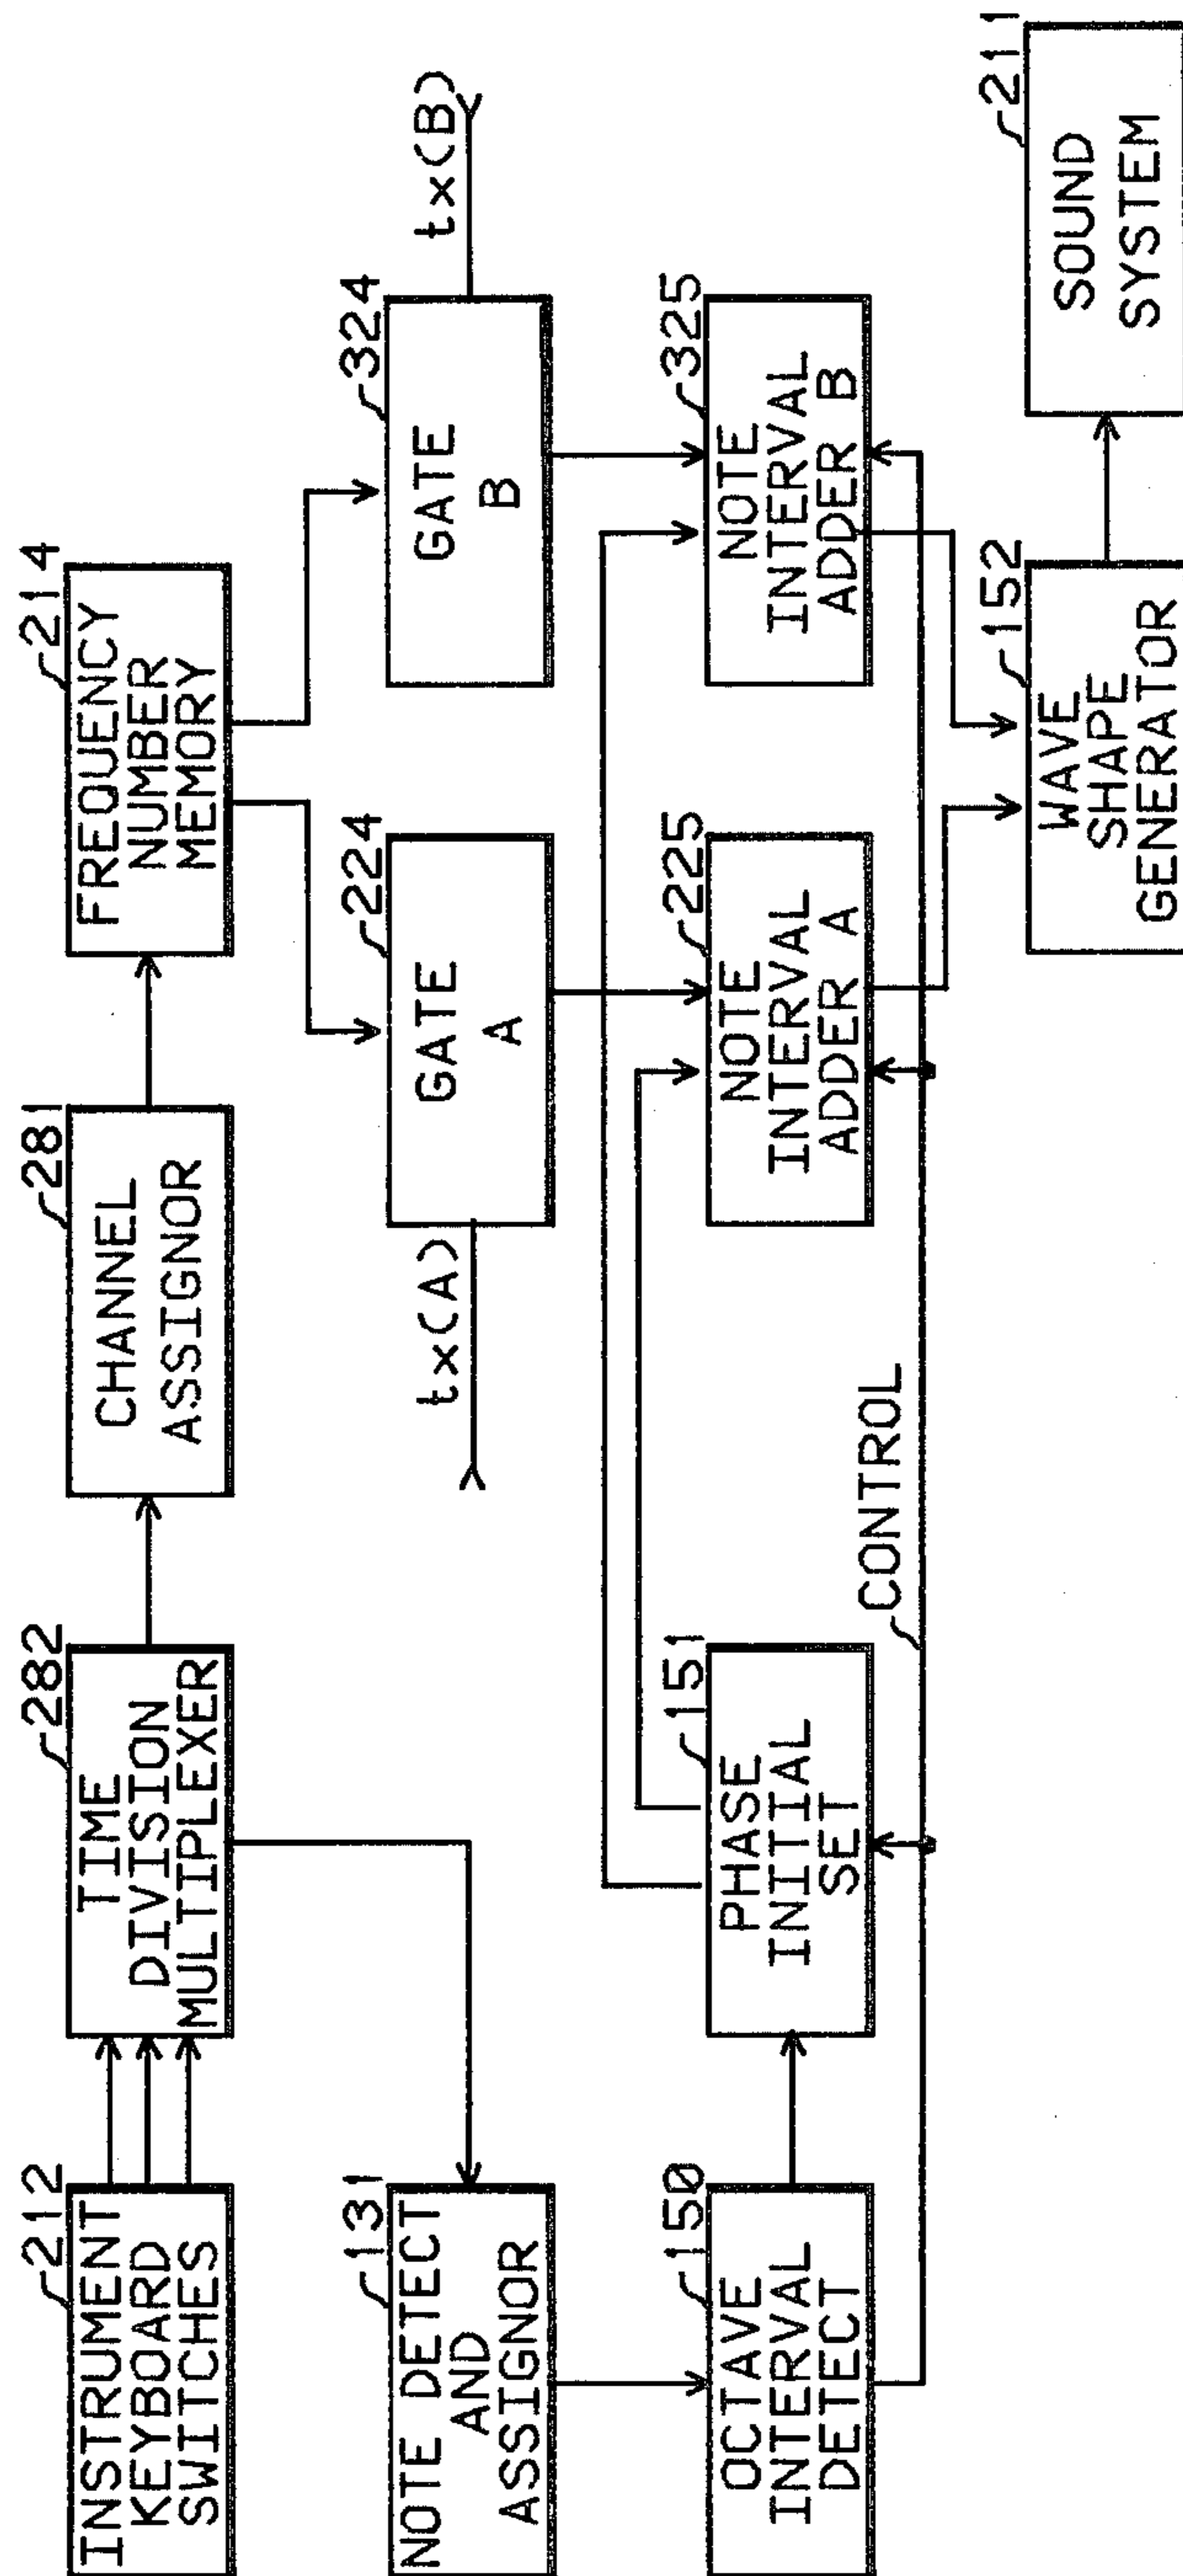 212
INSTRUMENT
KEYBOARD
SWITCHES
282
TIME
DIVISION
MULTIPLEXER
281
CHANNEL
ASSIGNOR
214
FREQUENCY
NUMBER
MEMORY
131
NOTE DETECT
AND
ASSIGNOR
tx(A)
224
GATE
A
324
GATE
B
tx(B)
150
OCTAVE
INTERVAL
DETECT
151
PHASE
INITIAL
SET
225
NOTE
INTERVAL
ADDER A
325
NOTE
INTERVAL
ADDER B
CONTROL
152
WAVE
SHAPE
GENERATOR
211
SOUND
SYSTEM